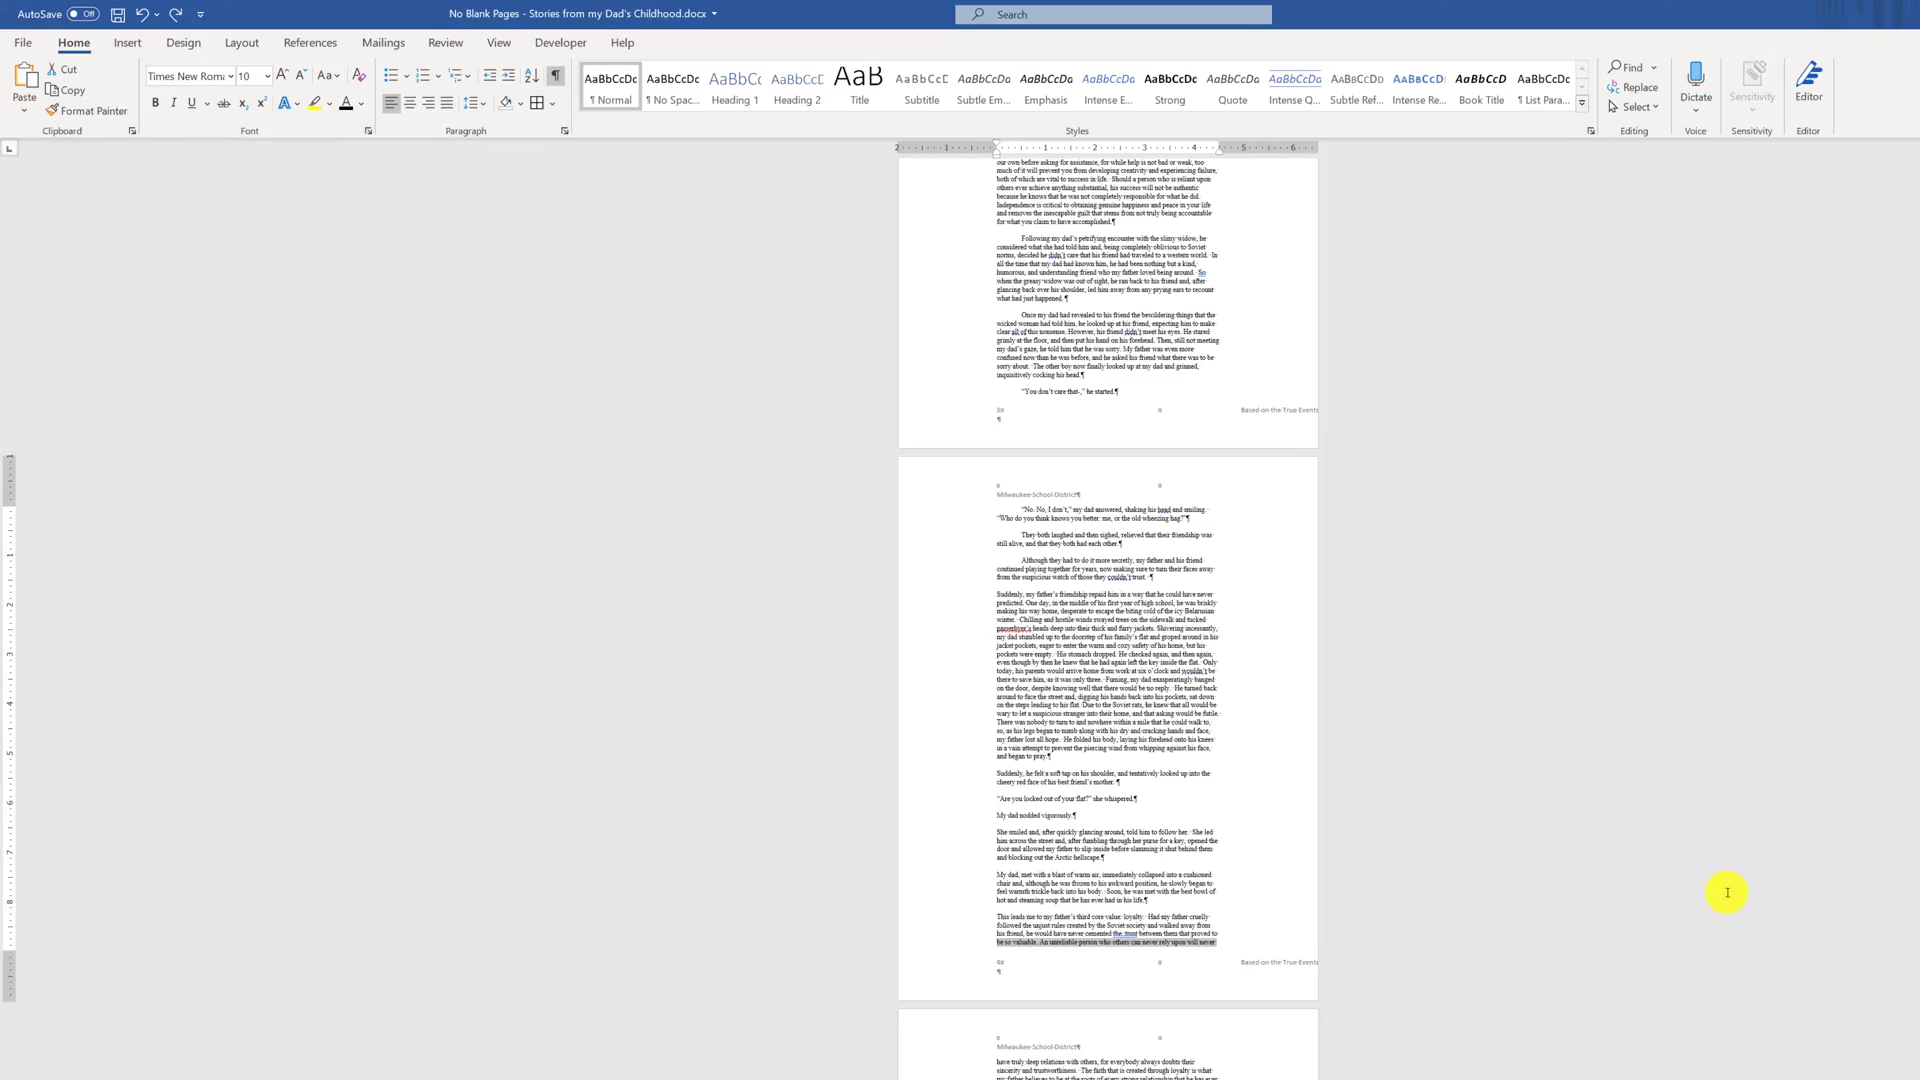 AutoSave Off
No Blank Pages - Stories from my Dad's Childhood.docx
Search
File Home Insert Design Layout References Mailings Review View Developer Help
Paste
Cut
Copy
Format Painter
Clipboard
Times New Roma 10
Font
Paragraph
AaBbCcDc ¶ Normal
AaBbCcDc ¶ No Spac...
AaBbCc Heading 1
AaBbCcD Heading 2
AaB Title
AaBbCcD Subtitle
AaBbCcDa Subtle Em...
AaBbCcDa Emphasis
AaBbCcDa Intense E...
AaBbCcDc Strong
AaBbCcDa Quote
AaBbCcDa Intense Q...
AABBCCDD Subtle Ref...
AABBCCDI Intense Re...
AaBbCcD Book Title
AaBbCcDc ¶ List Para...
Styles
Find
Replace
Select
Editing
Dictate
Voice
Sensitivity
Sensitivity
Editor
Editor
2 1 1 2 3 4 5 6
our own before asking for assistance, for while help is not bad or weak, too
much of it will prevent you from developing creativity and experiencing failure,
both of which are vital to success in life. Should a person who is reliant upon
others ever achieve anything substantial, his success will not be authentic
because he knows that he was not completely responsible for what he did.
Independence is critical to obtaining genuine happiness and peace in your life
and removes the inescapable guilt that stems from not truly being accountable
for what you claim to have accomplished.¶
Following my dad's petrifying encounter with the slimy widow, he
considered what she had told him and, being completely oblivious to Soviet
norms, decided he didn't care that his friend had traveled to a western world. In
all the time that my dad had known him, he had been nothing but a kind,
humorous, and understanding friend who my father loved being around. So
when the greasy widow was out of sight, he ran back to his friend and, after
glancing back over his shoulder, led him away from any prying ears to recount
what had just happened. ¶
Once my dad had revealed to his friend the bewildering things that the
wicked woman had told him, he looked up at his friend, expecting him to make
clear all of this nonsense. However, his friend didn't meet his eyes. He stared
grimly at the floor, and then put his hand on his forehead. Then, still not meeting
my dad's gaze, he told him that he was sorry. My father was even more
confused now than he was before, and he asked his friend what there was to be
sorry about. The other boy now finally looked up at my dad and grinned,
inquisitively cocking his head.¶
“You don't care that-,” he started.¶
3¤ ¤ Based on the True Events
¶
¤ ¤
Milwaukee School District¶
“No. No, I don't,” my dad answered, shaking his head and smiling.
“Who do you think knows you better: me, or the old wheezing hag?”¶
They both laughed and then sighed, relieved that their friendship was
still alive, and that they both had each other.¶
Although they had to do it more secretly, my father and his friend
continued playing together for years, now making sure to turn their faces away
from the suspicious watch of those they couldn't trust. ¶
Suddenly, my father's friendship repaid him in a way that he could have never
predicted. One day, in the middle of his first year of high school, he was briskly
making his way home, desperate to escape the biting cold of the icy Belarusian
winter. Chilling and hostile winds swayed trees on the sidewalk and tucked
passerbyer's heads deep into their thick and furry jackets. Shivering incessantly,
my dad stumbled up to the doorstep of his family's flat and groped around in his
jacket pockets, eager to enter the warm and cozy safety of his home, but his
pockets were empty. His stomach dropped. He checked again, and then again,
even though by then he knew that he had again left the key inside the flat. Only
today, his parents would arrive home from work at six o'clock and wouldn't be
there to save him, as it was only three. Fuming, my dad exasperatingly banged
on the door, despite knowing well that there would be no reply. He turned back
around to face the street and, digging his hands back into his pockets, sat down
on the steps leading to his flat. Due to the Soviet rats, he knew that all would be
wary to let a suspicious stranger into their home, and that asking would be futile.
There was nobody to turn to and nowhere within a mile that he could walk to,
so, as his legs began to numb along with his dry and cracking hands and face,
my father lost all hope. He folded his body, laying his forehead onto his knees
in a vain attempt to prevent the piercing wind from whipping against his face,
and began to pray.¶
Suddenly, he felt a soft tap on his shoulder, and tentatively looked up into the
cheery red face of his best friend's mother. ¶
“Are you locked out of your flat?” she whispered.¶
My dad nodded vigorously.¶
She smiled and, after quickly glancing around, told him to follow her. She led
him across the street and, after fumbling through her purse for a key, opened the
door and allowed my father to slip inside before slamming it shut behind them
and blocking out the Arctic hellscape.¶
My dad, met with a blast of warm air, immediately collapsed into a cushioned
chair and, although he was frozen to his awkward position, he slowly began to
feel warmth trickle back into his body. Soon, he was met with the best bowl of
hot and steaming soup that he has ever had in his life.¶
This leads me to my father's third core value: loyalty. Had my father cruelly
followed the unjust rules created by the Soviet society and walked away from
his friend, he would have never cemented the trust between them that proved to
be so valuable. An unreliable person who others can never rely upon will never
4¤ ¤ Based on the True Events
¶
¤ ¤
Milwaukee School District¶
have truly deep relations with others, for everybody always doubts their
sincerity and trustworthiness. The faith that is created through loyalty is what
my father believes to be at the roots of every strong relationship that he has ever